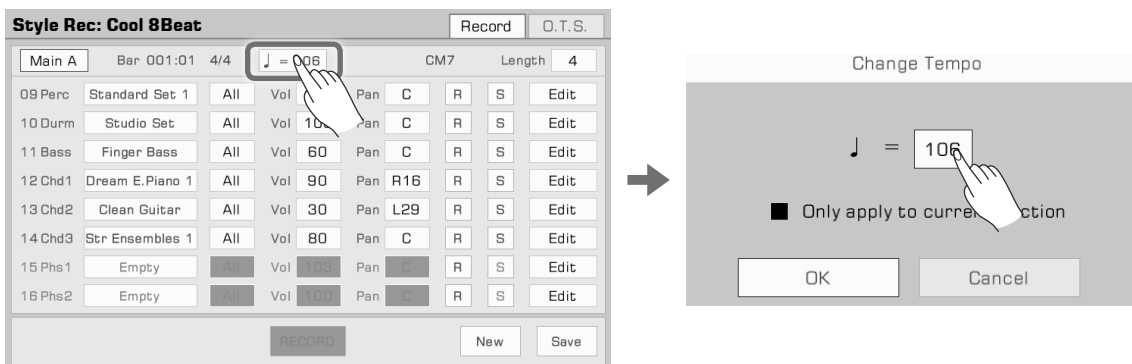 Style Rec: Cool 8Beat Record O.T.S.
Main A Bar 001:01 4/4 ♩ = 006 CM7 Length 4
09 Perc Standard Set 1 All Vol Pan C R S Edit
10 Durm Studio Set All Vol Pan C R S Edit
11 Bass Finger Bass All Vol 60 Pan C R S Edit
12 Chd1 Dream E.Piano 1 All Vol 90 Pan R16 R S Edit
13 Chd2 Clean Guitar All Vol 30 Pan L29 R S Edit
14 Chd3 Str Ensembles 1 All Vol 80 Pan C R S Edit
15 Phs1 Empty All Vol 103 Pan C R S Edit
16 Phs2 Empty All Vol 100 Pan C R S Edit
RECORD New Save
Change Tempo
♩ = 106
Only apply to current section
OK Cancel